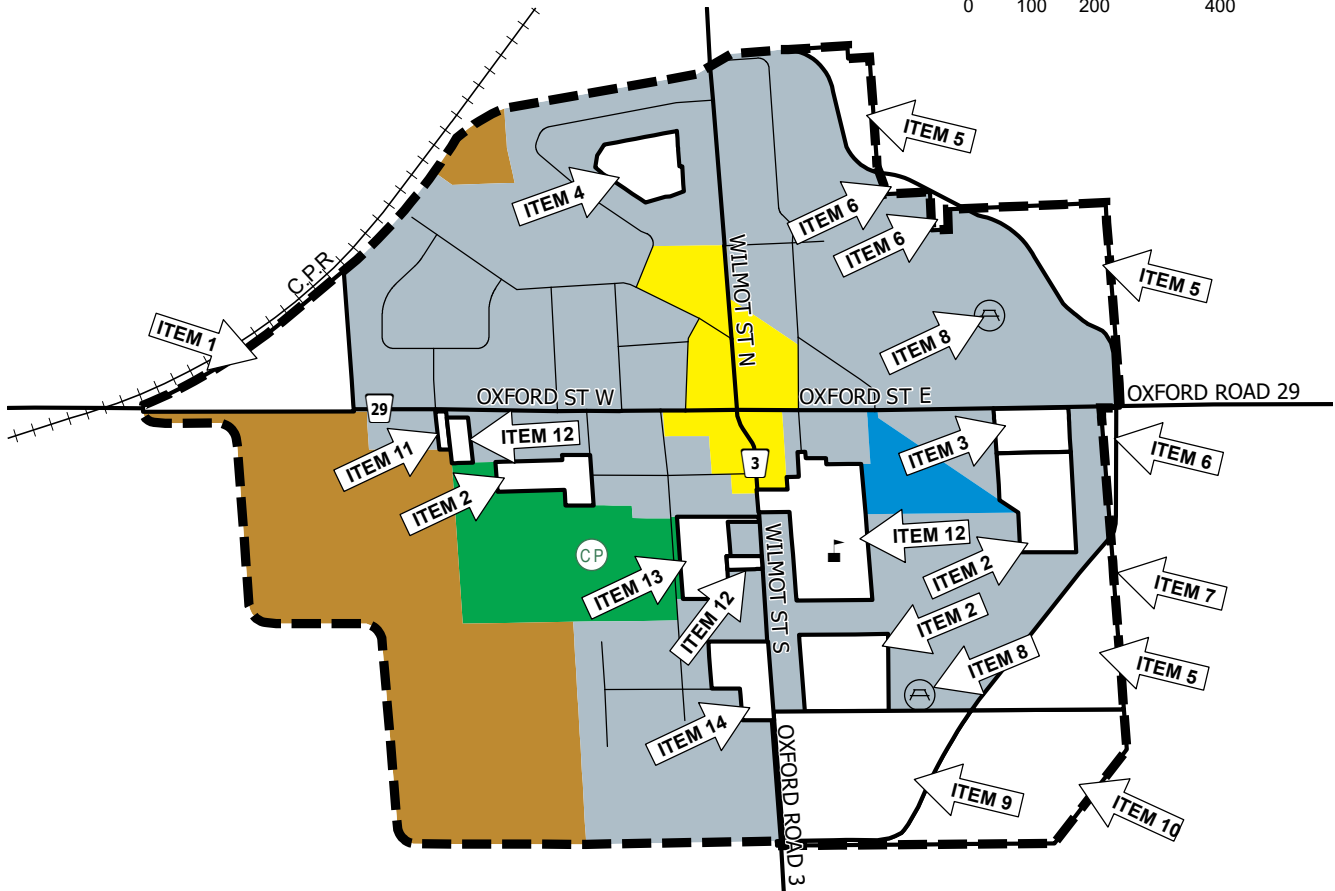 0 100 200 400
ITEM 5
ITEM 4
ITEM 6
ITEM 6
WILMOT ST N
C.P.R
ITEM 5
ITEM 1
ITEM 8
OXFORD ST W
OXFORD ST E
OXFORD ROAD 29
29
ITEM 12
ITEM 11
ITEM 3
ITEM 6
3
ITEM 2
ITEM 12
CP
WILMOT ST S
ITEM 13
ITEM 2
ITEM 7
ITEM 12
ITEM 2
ITEM 8
ITEM 5
ITEM 14
OXFORD ROAD 3
ITEM 9
ITEM 10